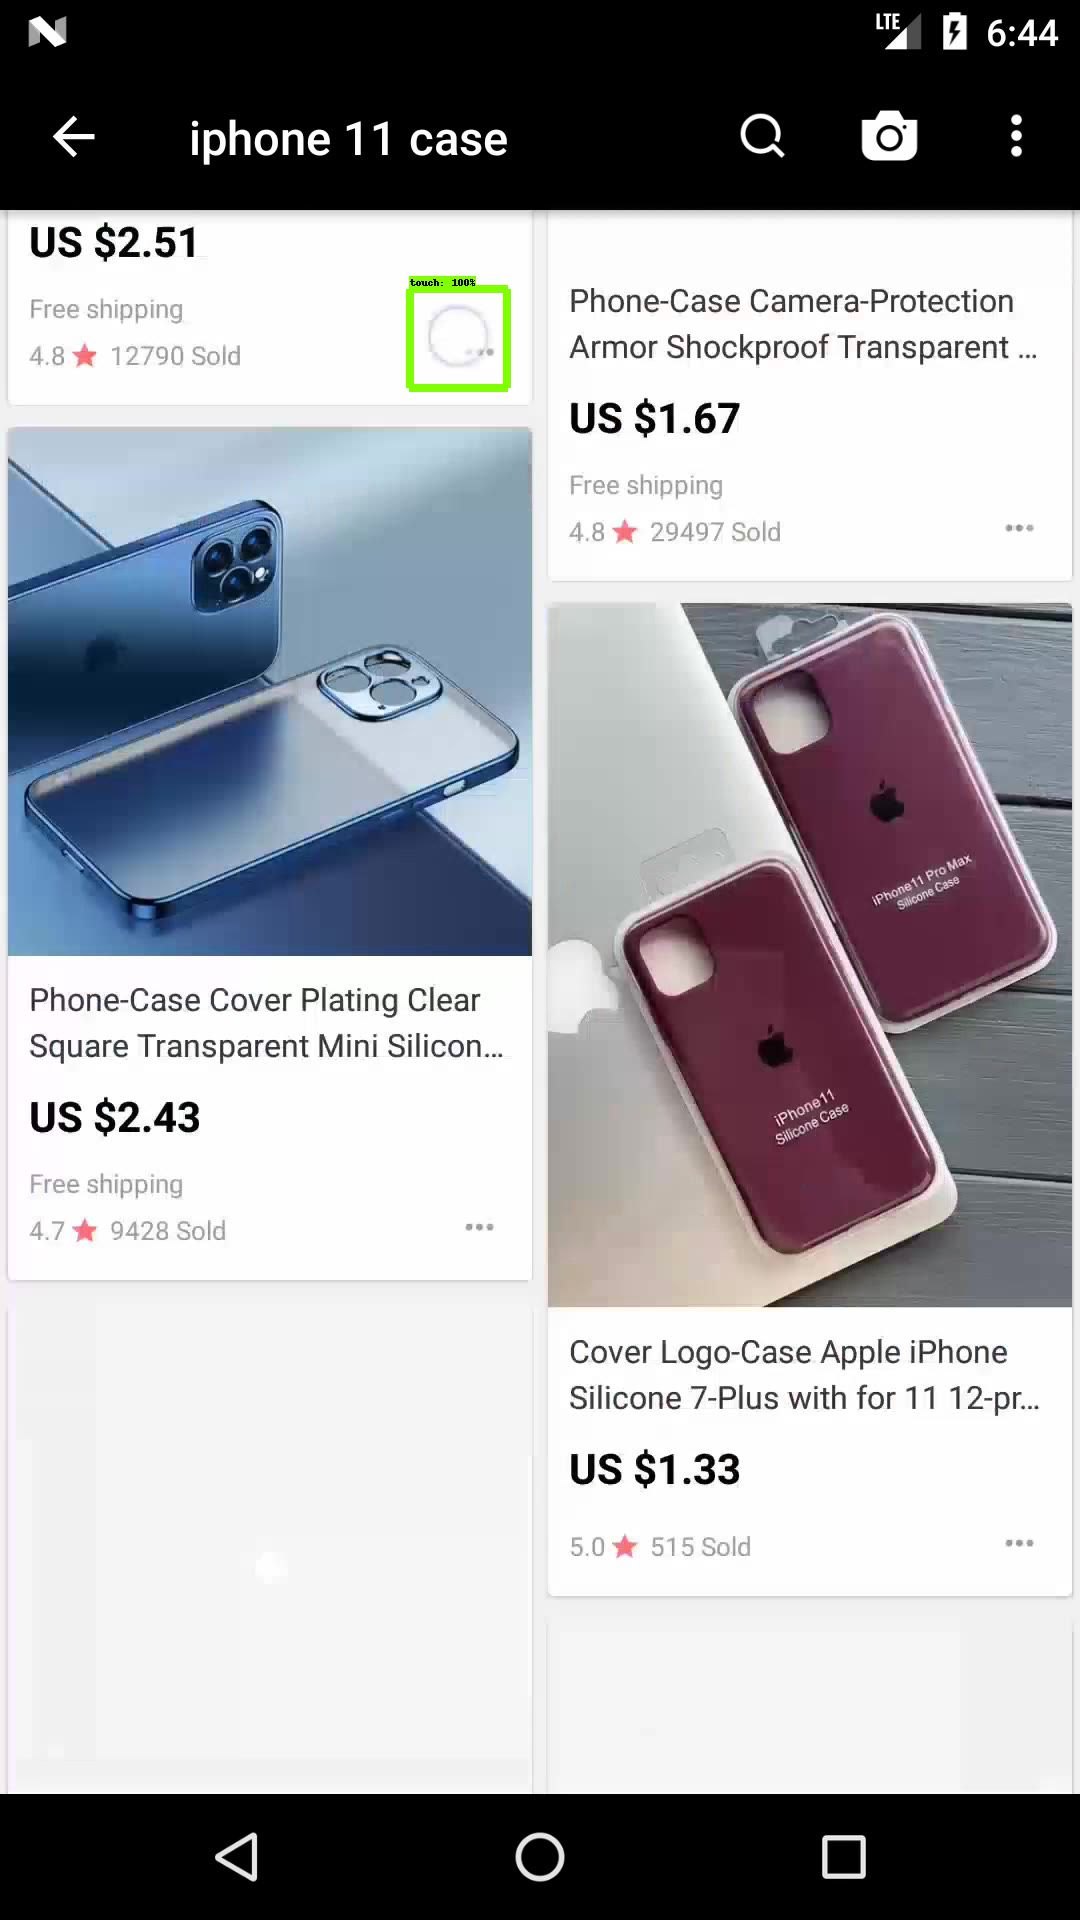 LTE 6:44
iphone 11 case
US $2.51
Free shipping
4.8 12790 Sold
touch: 100%
Phone-Case Camera-Protection
Armor Shockproof Transparent ...
US $1.67
Free shipping
4.8 29497 Sold
Phone-Case Cover Plating Clear
Square Transparent Mini Silicon...
US $2.43
Free shipping
4.7 9428 Sold
iPhone11 Pro Max
Silicone Case
iPhone11
Silicone Case
Cover Logo-Case Apple iPhone
Silicone 7-Plus with for 11 12-pr...
US $1.33
5.0 515 Sold